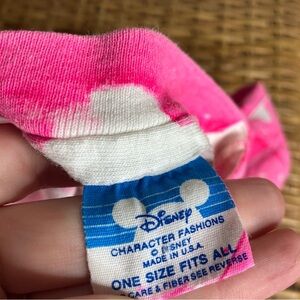 Disney
CHARACTER FASHIONS
© DISNEY
MADE IN U.S.A.
ONE SIZE FITS ALL
CARE & FIBER SEE REVERSE